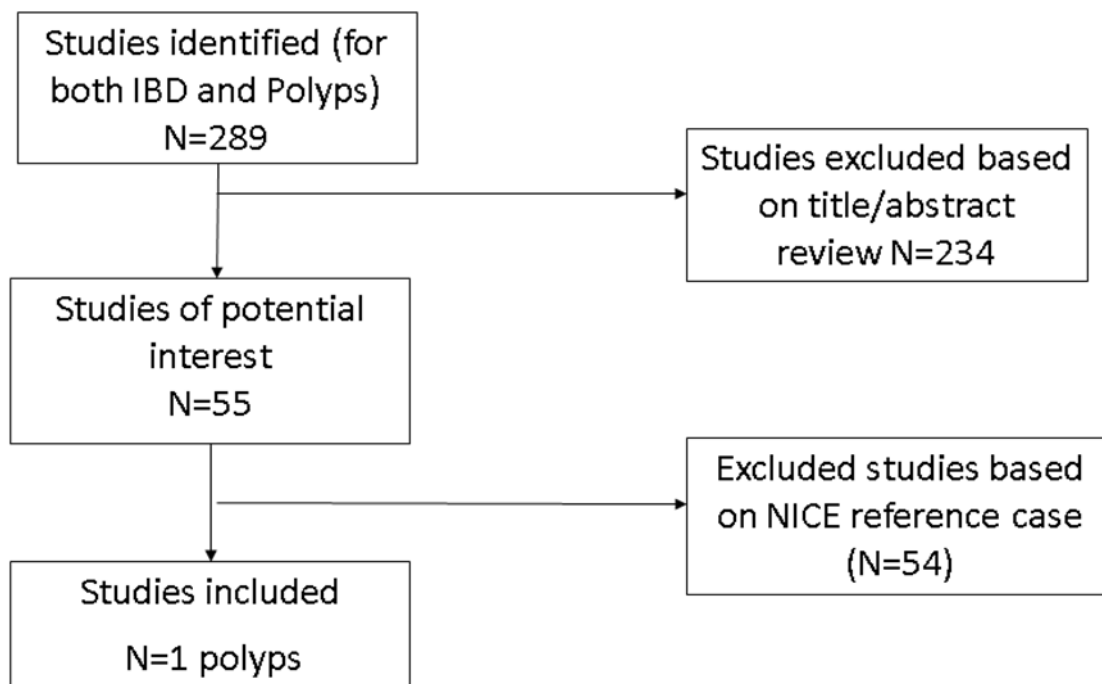 Studies identified (for
both IBD and Polyps)
N=289
Studies excluded based
on title/abstract
review N=234
Studies of potential
interest
N=55
Excluded studies based
on NICE reference case
(N=54)
Studies included
N=1 polyps